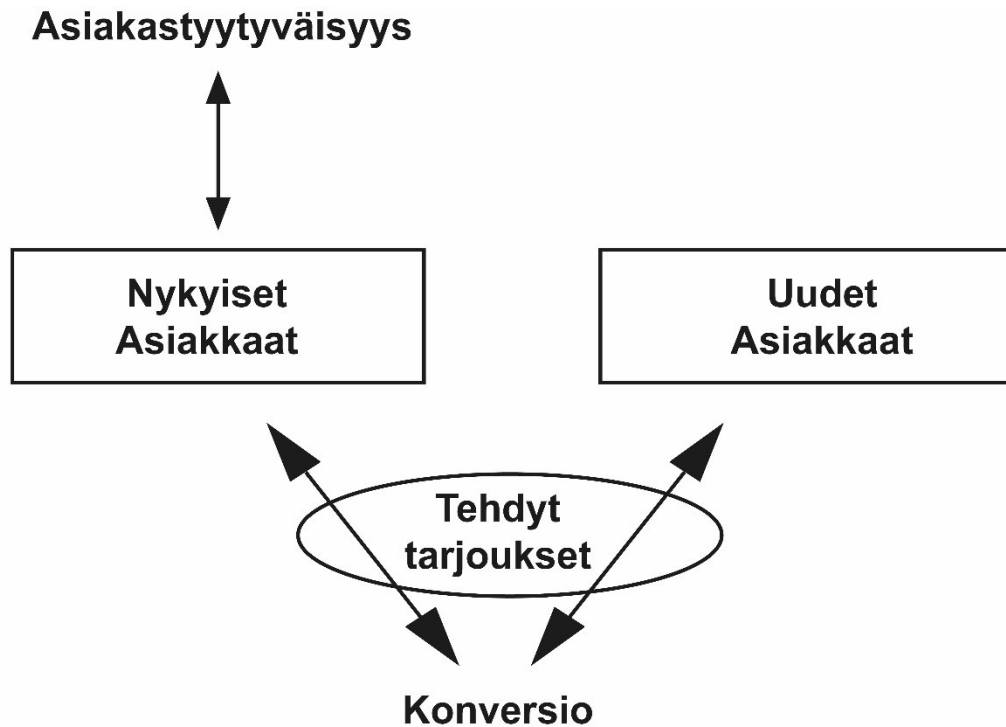 Asiakastyytyväisyys
Nykyiset
Asiakkaat
Uudet
Asiakkaat
Tehdyt
tarjoukset
Konversio